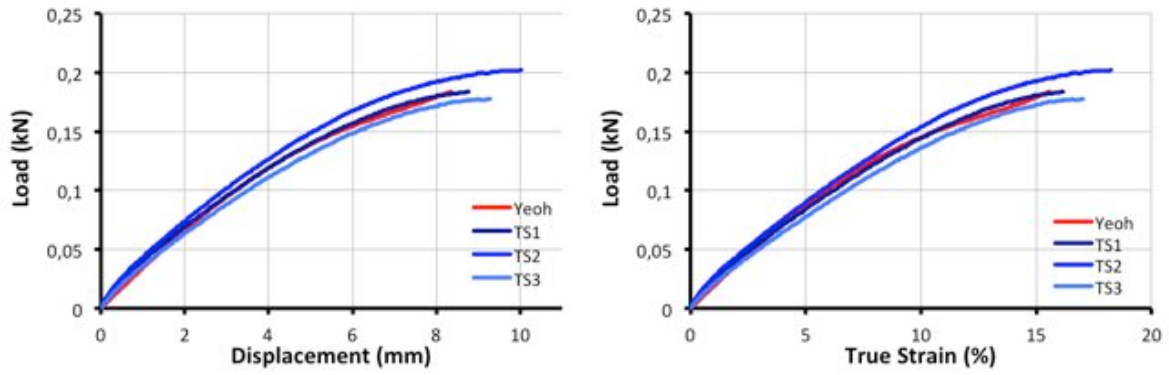 0,25
0,2
0,15
0,1
0,05
0
Load (kN)
0
2
4
6
8
10
Displacement (mm)
Yeoh
TS1
TS2
TS3
0,25
0,2
0,15
0,1
0,05
0
Load (kN)
0
5
10
15
20
True Strain (%)
Yeoh
TS1
TS2
TS3